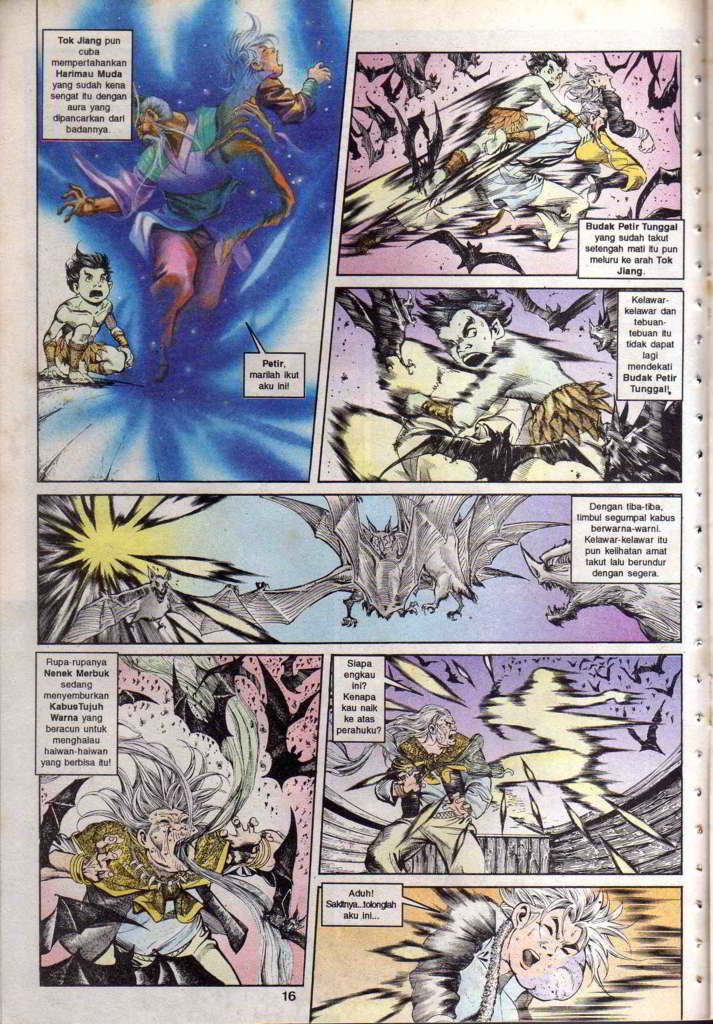 Tok Jiang pun
cuba
mempertahankan
Harimau Muda
yang sudah kena
sengat itu dengan
aura yang
dipancarkan dari
badannya.
Petir,
marilah ikut
aku ini!
Budak Petir Tunggal
yang sudah takut
setengah mati itu pun
meluru ke arah Tok
Jiang.
Kelawar-
kelawar dan
tebuan-
tebuan itu
tidak dapat
lagi
mendekati
Budak Petir
Tunggal!
Dengan tiba-tiba,
timbul segumpal kabus
berwarna-warni.
Kelawar-kelawar itu
pun kelihatan amat
takut lalu berundur
dengan segera.
Rupa-rupanya
Nenek Merbuk
sedang
menyemburkan
KabusTujuh
Warna yang
beracun untuk
menghalau
haiwan-haiwan
yang berbisa itu!
Siapa
engkau
ini?
Kenapa
kau naik
ke atas
perahuku?
Aduh!
Sakitnya...tolonglah
aku ini...
16